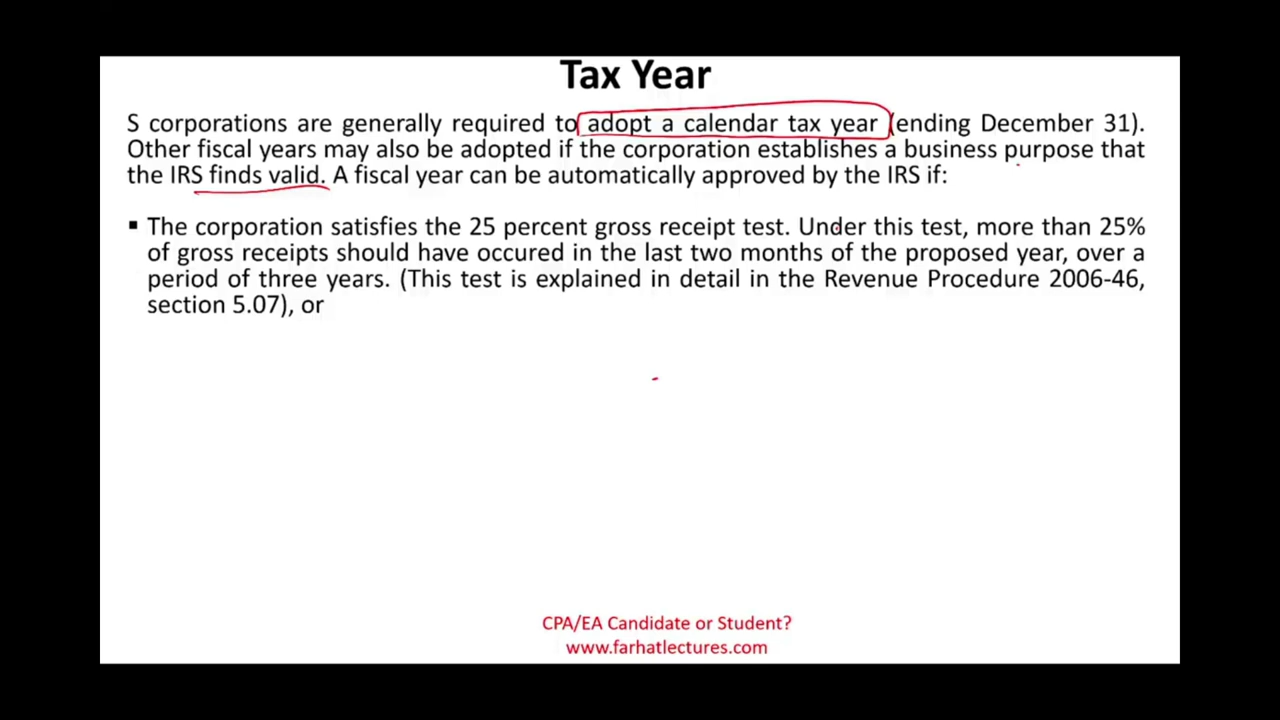 Tax Year
S corporations are generally required to adopt a calendar tax year (ending December 31).
Other fiscal years may also be adopted if the corporation establishes a business purpose that
the IRS finds valid. A fiscal year can be automatically approved by the IRS if:
▪ The corporation satisfies the 25 percent gross receipt test. Under this test, more than 25%
of gross receipts should have occured in the last two months of the proposed year, over a
period of three years. (This test is explained in detail in the Revenue Procedure 2006-46,
section 5.07), or
CPA/EA Candidate or Student?
www.farhatlectures.com